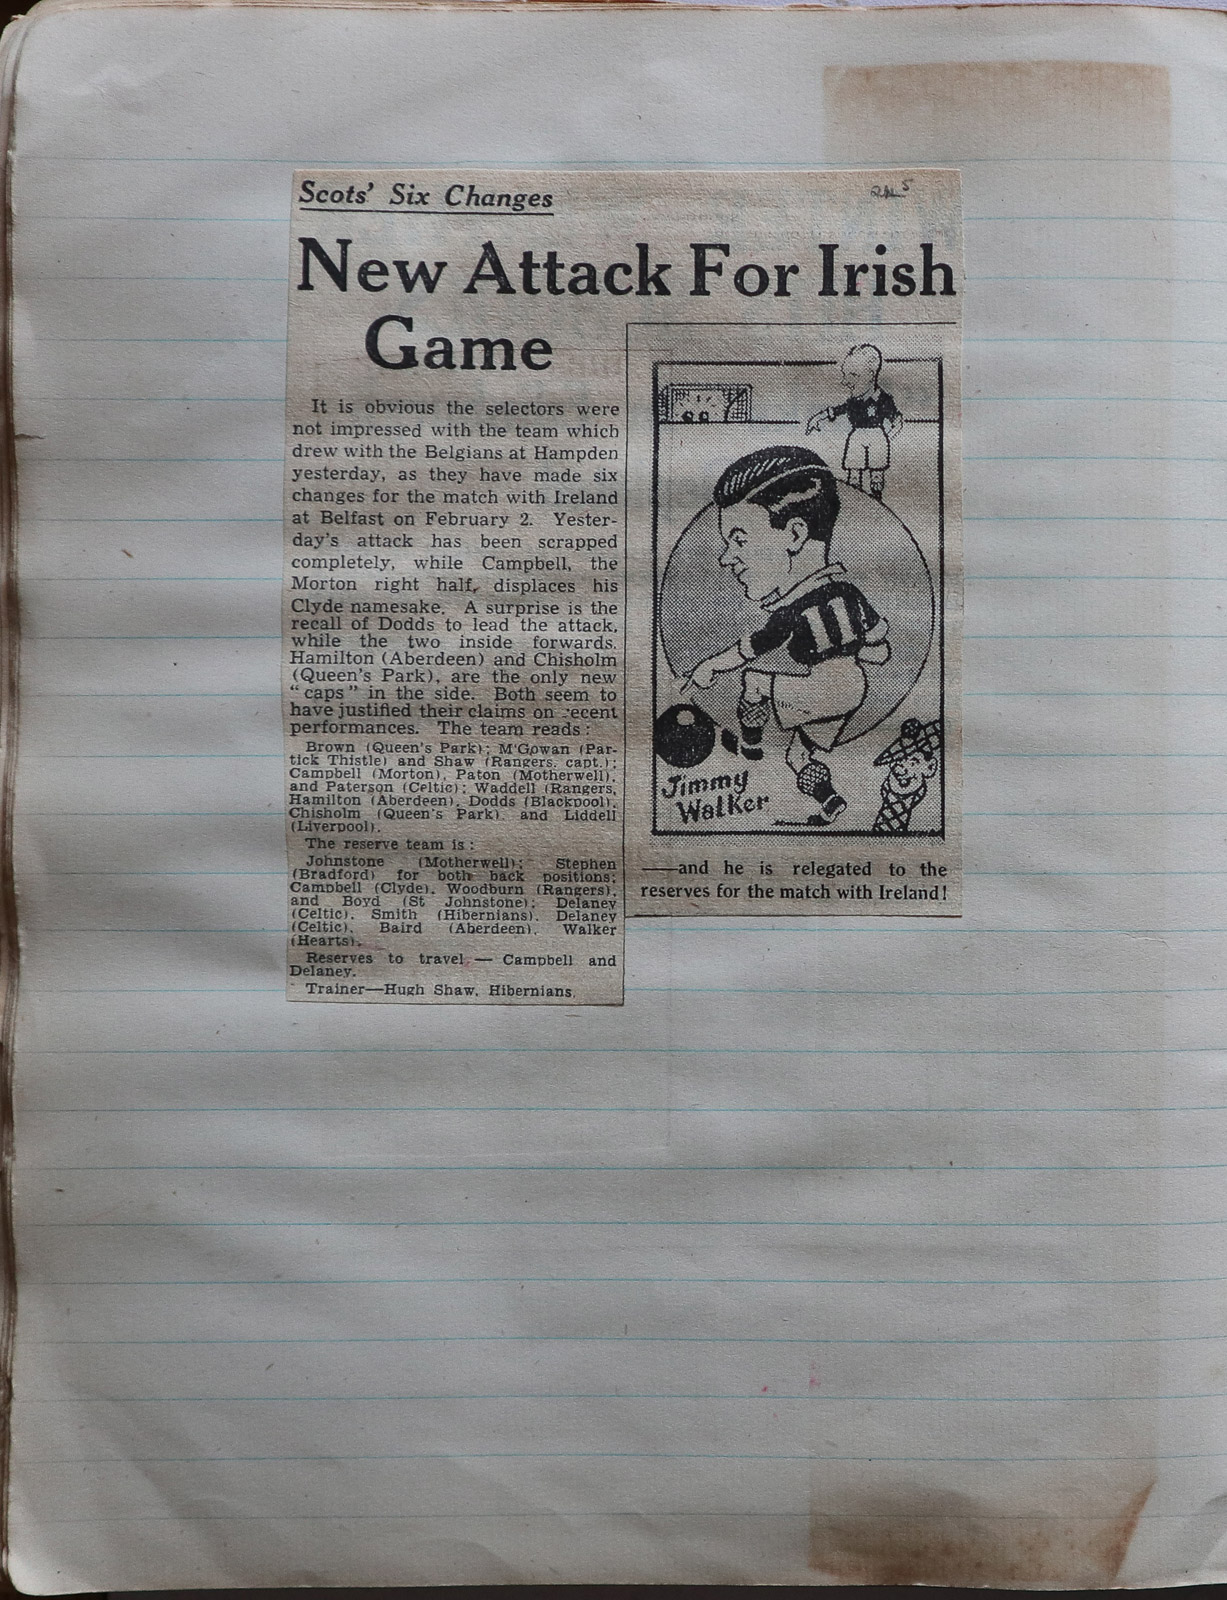 Scots' Six Changes
New Attack For Irish
Game
It is obvious the selectors were
not impressed with the team which
drew with the Belgians at Hampden
yesterday, as they have made six
changes for the match with Ireland
at Belfast on February 2. Yester-
day's attack has been scrapped
completely, while Campbell, the
Morton right half, displaces his
Clyde namesake. A surprise is the
recall of Dodds to lead the attack,
while the two inside forwards.
Hamilton (Aberdeen) and Chisholm
(Queen's Park), are the only new
"caps" in the side. Both seem to
have justified their claims on recent
performances. The team reads:
Brown (Queen's Park); M'Gowan (Par-
tick Thistle) and Shaw (Rangers, capt.);
Campbell (Morton), Paton (Motherwell),
and Paterson (Celtic); Waddell (Rangers,
Hamilton (Aberdeen), Dodds (Blackpool),
Chisholm (Queen's Park), and Liddell
(Liverpool).
The reserve team is:
Johnstone (Motherwell); Stephen
(Bradford) for both back positions;
Campbell (Clyde), Woodburn (Rangers),
and Boyd (St Johnstone); Delaney
(Celtic), Smith (Hibernians), Delaney
(Celtic), Baird (Aberdeen), Walker
(Hearts).
Reserves to travel — Campbell and
Delaney.
Trainer—Hugh Shaw, Hibernians.
11
Jimmy
Walker
——and he is relegated to the
reserves for the match with Ireland!